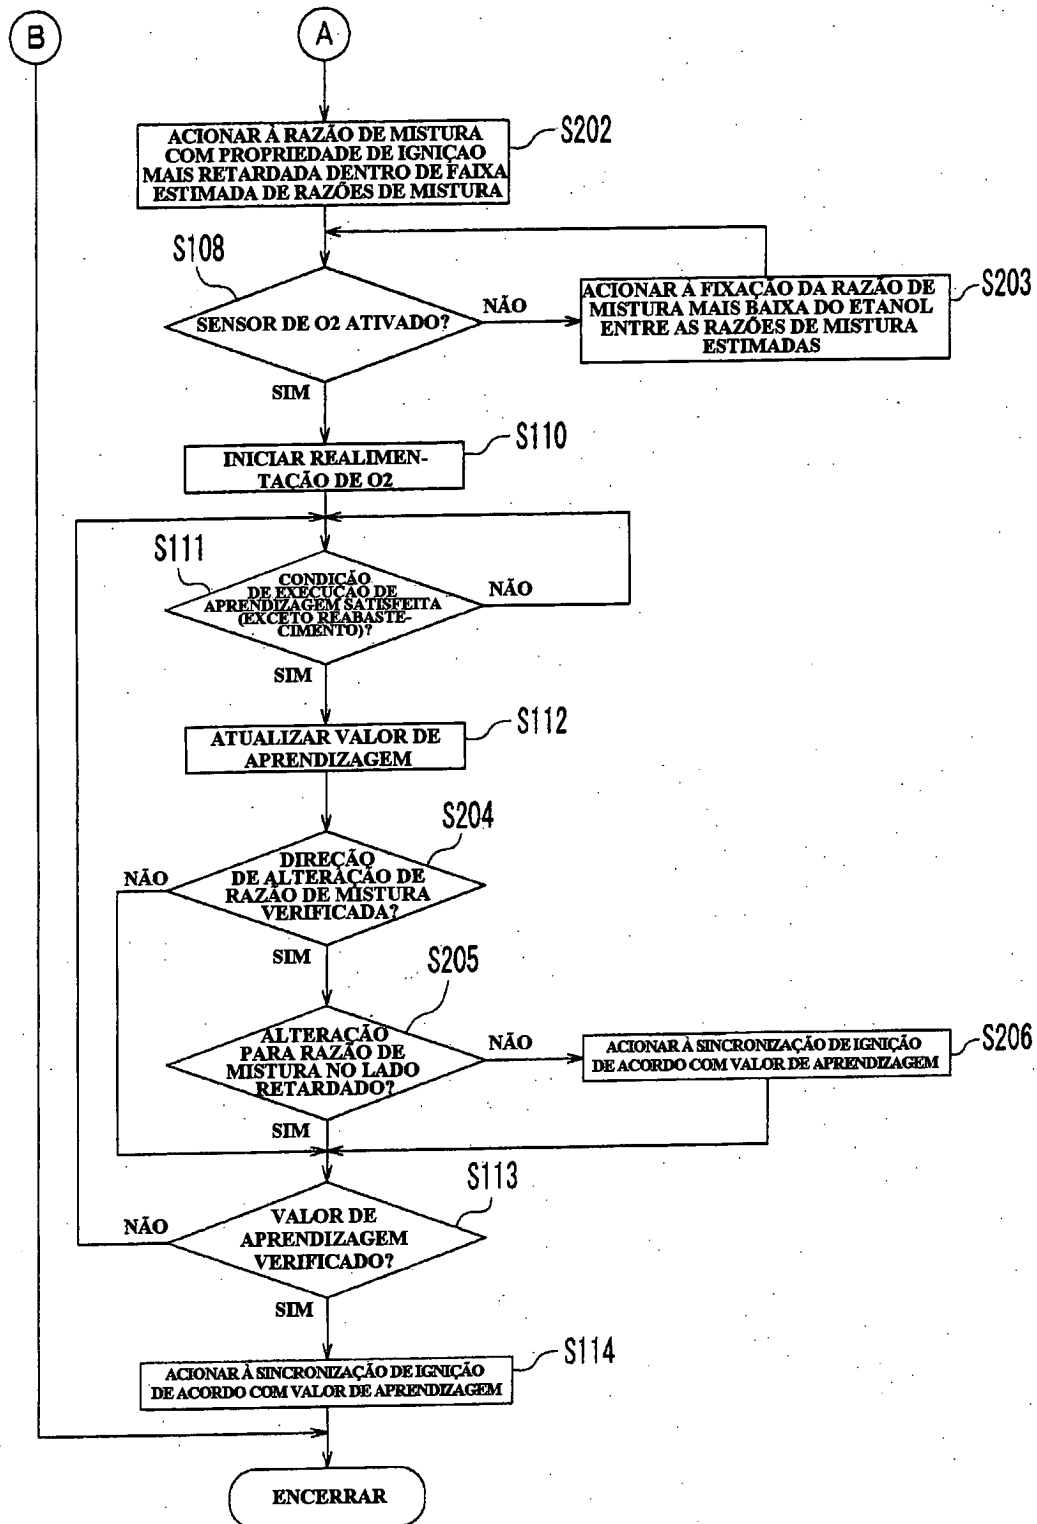 B
A
ACIONAR À RAZÃO DE MISTURA
COM PROPRIEDADE DE IGNIÇAO
MAIS RETARDADA DENTRO DE FAIXA
ESTIMADA DE RAZÕES DE MISTURA
S202
S108
SENSOR DE O2 ATIVADO?
NÃO
ACIONAR À FIXAÇÃO DA RAZÃO DE
MISTURA MAIS BAIXA DO ETANOL
ENTRE AS RAZÕES DE MISTURA
ESTIMADAS
S203
SIM
INICIAR REALIMEN-
TAÇÃO DE O2
S110
S111
CONDIÇÃO
DE EXECUÇÃO DE
APRENDIZAGEM SATISFEITA
(EXCETO REABASTE-
CIMENTO)?
NÃO
SIM
ATUALIZAR VALOR DE
APRENDIZAGEM
S112
S204
DIREÇÃO
DE ALTERAÇÃO DE
RAZÃO DE MISTURA
VERIFICADA?
NÃO
SIM
S205
ALTERAÇÃO
PARA RAZÃO DE
MISTURA NO LADO
RETARDADO?
NÃO
ACIONAR À SINCRONIZAÇÃO DE IGNIÇÃO
DE ACORDO COM VALOR DE APRENDIZAGEM
S206
SIM
S113
VALOR DE
APRENDIZAGEM
VERIFICADO?
NÃO
SIM
ACIONAR À SINCRONIZAÇÃO DE IGNIÇÃO
DE ACORDO COM VALOR DE APRENDIZAGEM
S114
ENCERRAR